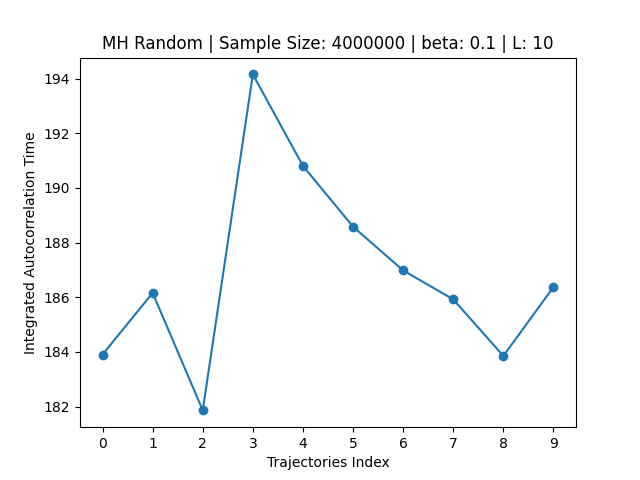 MH Random | Sample Size: 4000000 | beta: 0.1 | L: 10
194
192
190
188
186
184
182
Integrated Autocorrelation Time
0 1 2 3 4 5 6 7 8 9
Trajectories Index